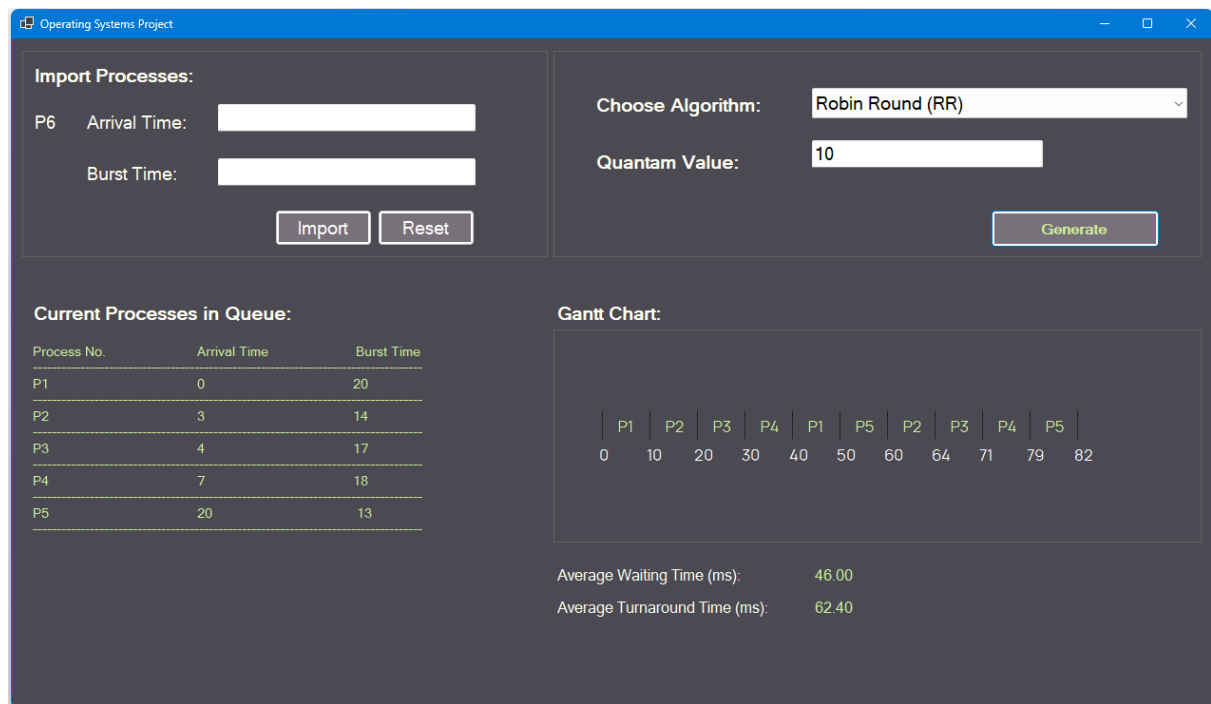 Operating Systems Project
Import Processes:
P6 Arrival Time:
Burst Time:
Import Reset
Choose Algorithm: Robin Round (RR)
Quantam Value: 10
Generate
Current Processes in Queue:
Process No. Arrival Time Burst Time
P1 0 20
P2 3 14
P3 4 17
P4 7 18
P5 20 13
Gantt Chart:
P1 P2 P3 P4 P1 P5 P2 P3 P4 P5
0 10 20 30 40 50 60 64 71 79 82
Average Waiting Time (ms): 46.00
Average Turnaround Time (ms): 62.40